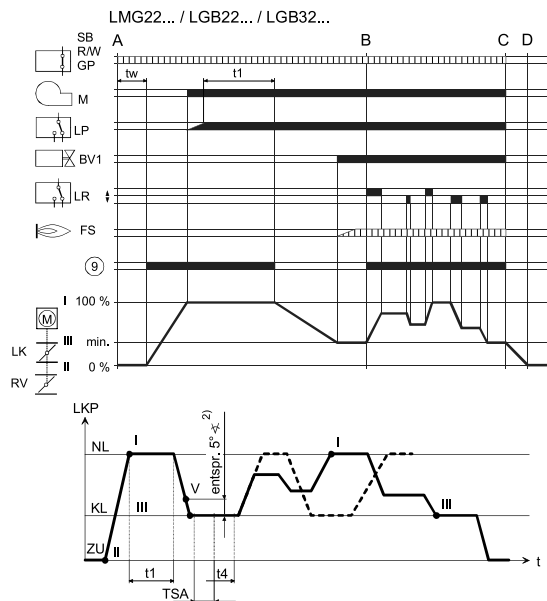 LMG22... / LGB22... / LGB32...
A B C D
SB
R/W
GP
tw t1
M
LP
BV1
LR
FS
9
I 100 %
M
III min.
LK
II 0 %
RV
LKP
NL I I
entspr. 5° ∢ 2)
V
KL III III
ZU II
t
t1 t4
TSA